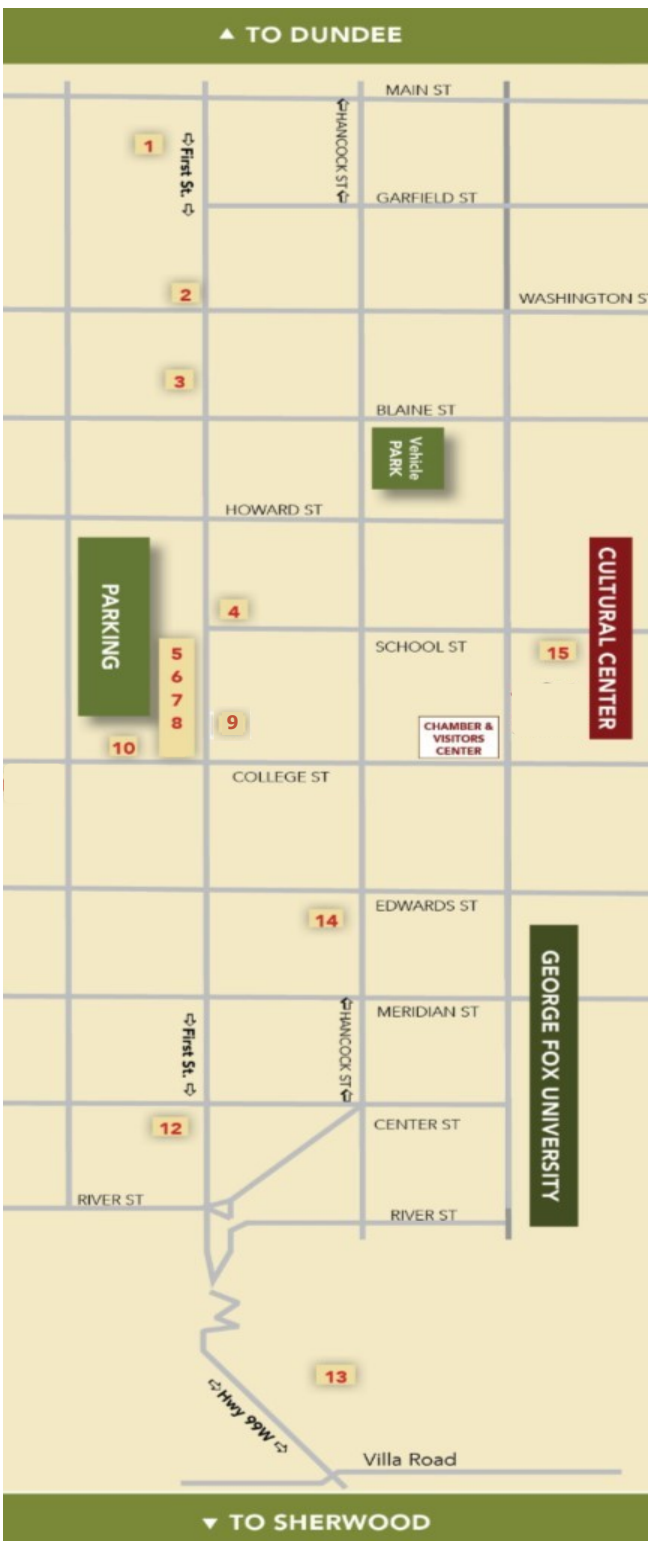 ▲ TO DUNDEE
MAIN ST
HANCOCK ST
1
First St.
GARFIELD ST
2
WASHINGTON ST
3
BLAINE ST
Vehicle
PARK
HOWARD ST
PARKING
CULTURAL CENTER
4
SCHOOL ST
15
5
6
7
8
9
10
CHAMBER &
VISITORS
CENTER
COLLEGE ST
14
EDWARDS ST
GEORGE FOX UNIVERSITY
First St.
HANCOCK ST
MERIDIAN ST
12
CENTER ST
RIVER ST
RIVER ST
13
Hwy 99W
Villa Road
▼ TO SHERWOOD